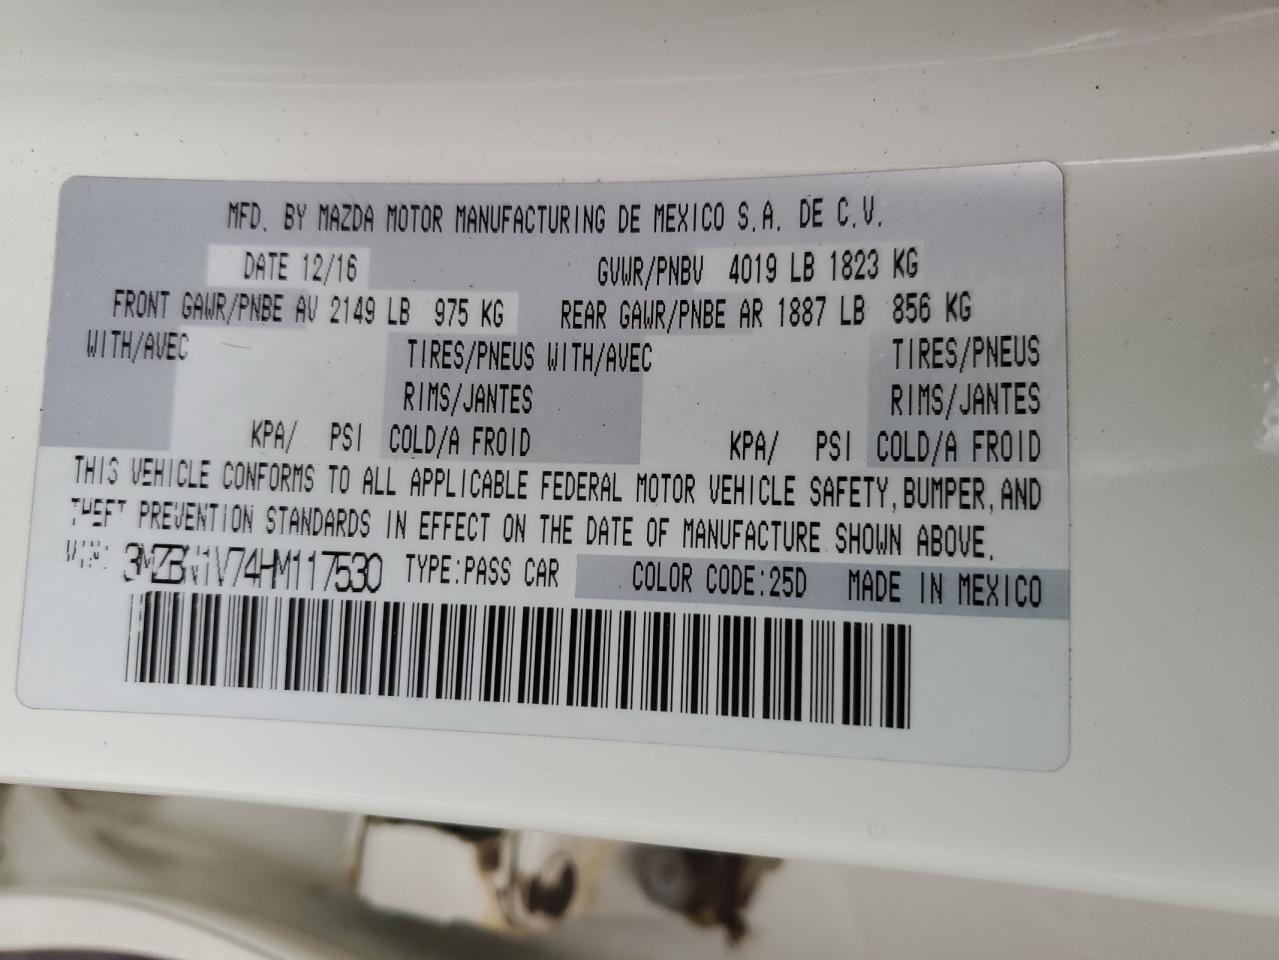 MFD. BY MAZDA MOTOR MANUFACTURING DE MEXICO S.A. DE C.V.
DATE 12/16 GVWR/PNBV 4019 LB 1823 KG
FRONT GAWR/PNBE AV 2149 LB 975 KG REAR GAWR/PNBE AR 1887 LB 856 KG
WITH/AVEC TIRES/PNEUS WITH/AVEC TIRES/PNEUS
RIMS/JANTES RIMS/JANTES
KPA/ PSI COLD/A FROID KPA/ PSI COLD/A FROID
THIS VEHICLE CONFORMS TO ALL APPLICABLE FEDERAL MOTOR VEHICLE SAFETY, BUMPER, AND
THEFT PREVENTION STANDARDS IN EFFECT ON THE DATE OF MANUFACTURE SHOWN ABOVE.
VIN: 3MZBN1V74HM117530 TYPE:PASS CAR COLOR CODE:25D MADE IN MEXICO